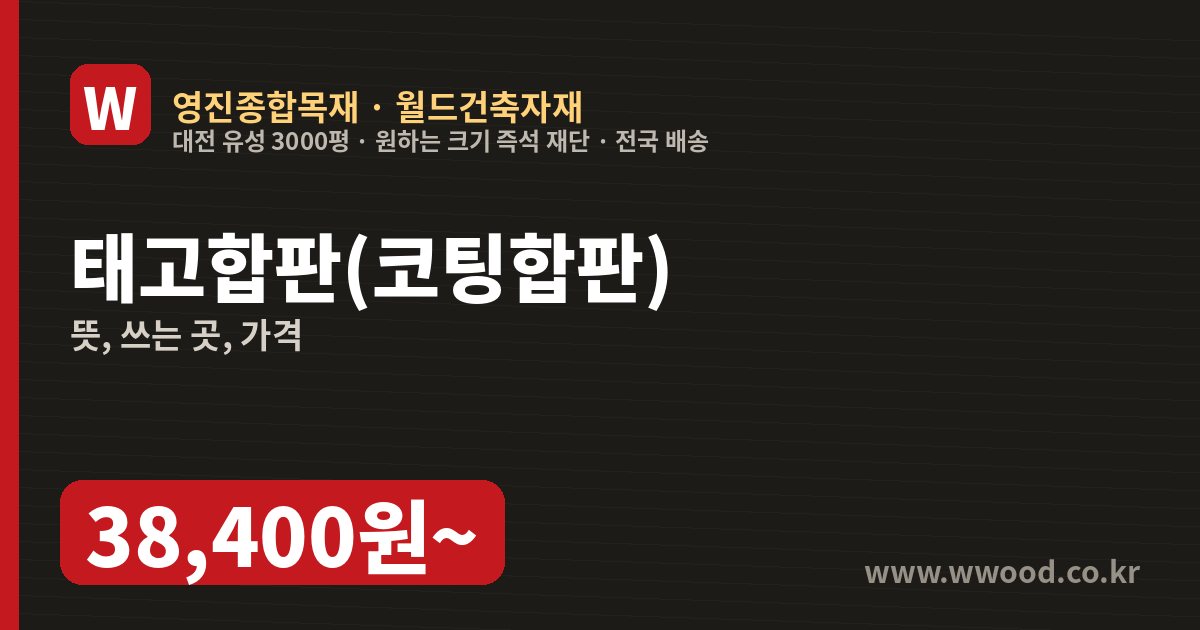 W
영진종합목재 · 월드건축자재
대전 유성 3000평 · 원하는 크기 즉석 재단 · 전국 배송
태고합판(코팅합판)
뜻, 쓰는 곳, 가격
38,400원~
www.wwood.co.kr